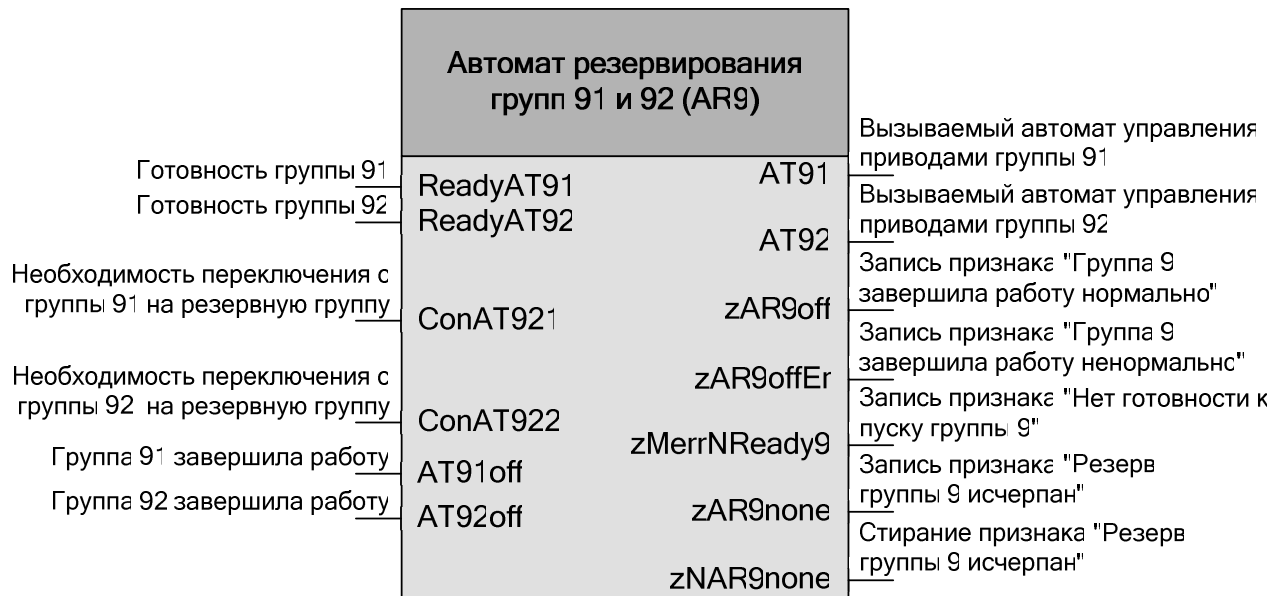 Автомат резервирования
групп 91 и 92 (AR9)
Готовность группы 91
ReadyAT91
Готовность группы 92
ReadyAT92
Необходимость переключения с
группы 91 на резервную группу
ConAT921
Необходимость переключения с
группы 92 на резервную группу
ConAT922
Группа 91 завершила работу
AT91off
Группа 92 завершила работу
AT92off
AT91
Вызываемый автомат управления
приводами группы 91
AT92
Вызываемый автомат управления
приводами группы 92
zAR9off
Запись признака "Группа 9
завершила работу нормально"
zAR9offEr
Запись признака "Группа 9
завершила работу ненормально"
zMerrNReady9
Запись признака "Нет готовности к
пуску группы 9"
zAR9none
Запись признака "Резерв
группы 9 исчерпан"
zNAR9none
Стирание признака "Резерв
группы 9 исчерпан"